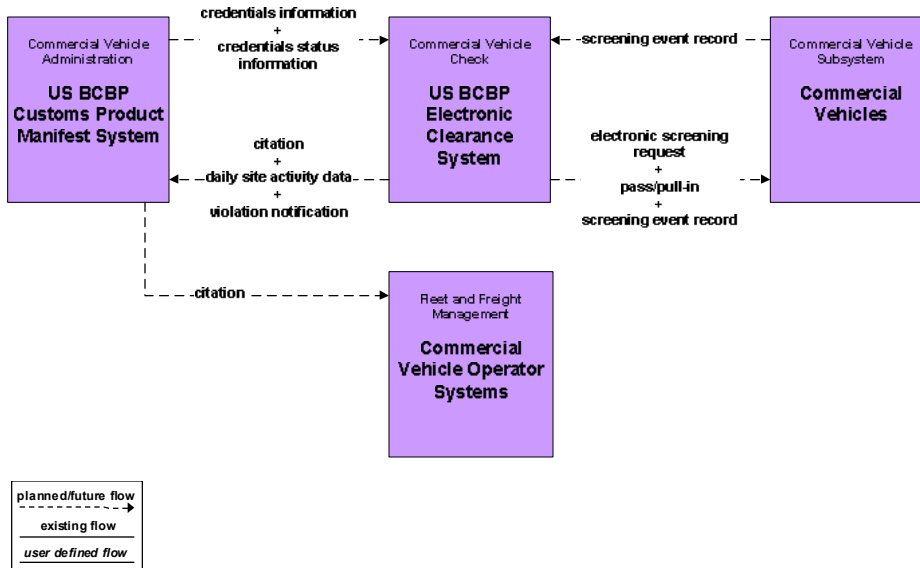 credentials information
+
credentials status
information
Commercial Vehicle
Administration
US BCBP
Customs Product
Manifest System
Commercial Vehicle
Check
US BCBP
Electronic
Clearance
System
screening event record
Commercial Vehicle
Subsystem
Commercial
Vehicles
citation
+
daily site activity data
+
violation notification
electronic screening
request
+
pass/pull-in
+
screening event record
citation
Fleet and Freight
Management
Commercial
Vehicle Operator
Systems
planned/future flow
existing flow
user defined flow